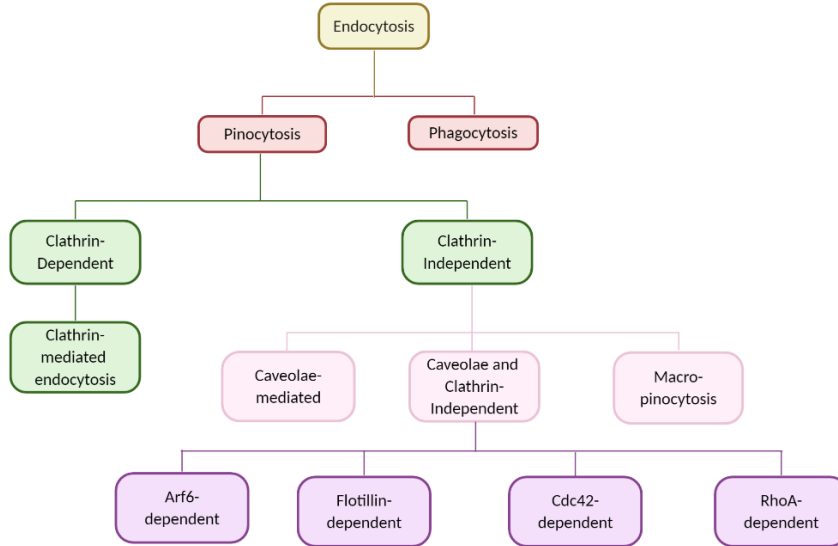 Endocytosis
Pinocytosis
Phagocytosis
Clathrin-
Dependent
Clathrin-
Independent
Clathrin-
mediated
endocytosis
Caveolae-
mediated
Caveolae and
Clathrin-
Independent
Macro-
pinocytosis
Arf6-
dependent
Flotillin-
dependent
Cdc42-
dependent
RhoA-
dependent